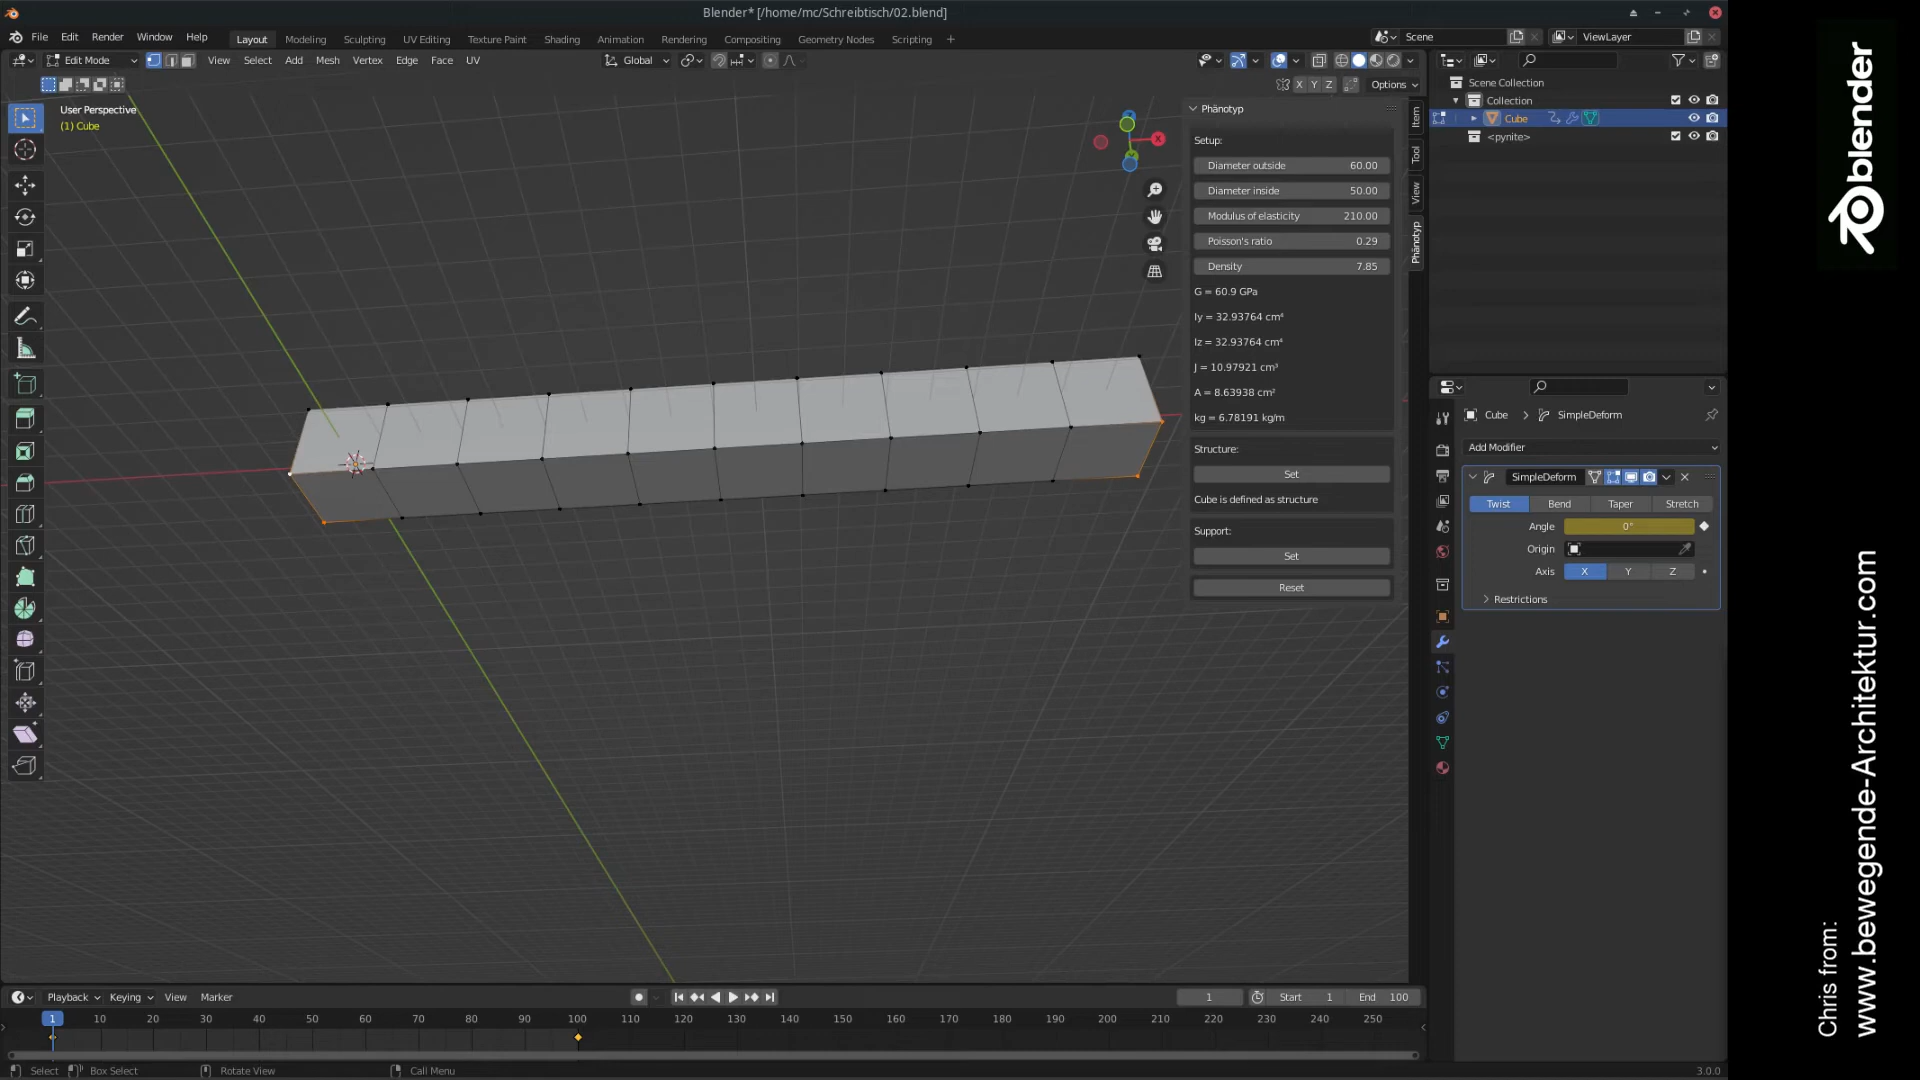 Blender* [/home/mc/Schreibtisch/02.blend]
File Edit Render Window Help
Layout Modeling Sculpting UV Editing Texture Paint Shading Animation Rendering Compositing Geometry Nodes Scripting +
Scene
ViewLayer
Edit Mode
View Select Add Mesh Vertex Edge Face UV
Global
X Y Z
Options
User Perspective
(1) Cube
X
Phänotyp
Setup:
Diameter outside 60.00
Diameter inside 50.00
Modulus of elasticity 210.00
Poisson's ratio 0.29
Density 7.85
G = 60.9 GPa
Iy = 32.93764 cm⁴
Iz = 32.93764 cm⁴
J = 10.97921 cm³
A = 8.63938 cm²
kg = 6.78191 kg/m
Structure:
Set
Cube is defined as structure
Support:
Set
Reset
Item
Tool
View
Phänotyp
Scene Collection
Collection
Cube
<pynite>
Cube > SimpleDeform
Add Modifier
SimpleDeform
Twist Bend Taper Stretch
Angle 0°
Origin
Axis X Y Z
Restrictions
Playback Keying View Marker
1
Start 1
End 100
1 10 20 30 40 50 60 70 80 90 100 110 120 130 140 150 160 170 180 190 200 210 220 230 240 250
Select Box Select Rotate View Call Menu
3.0.0
blender
Chris from:
www.bewegende-Architektur.com